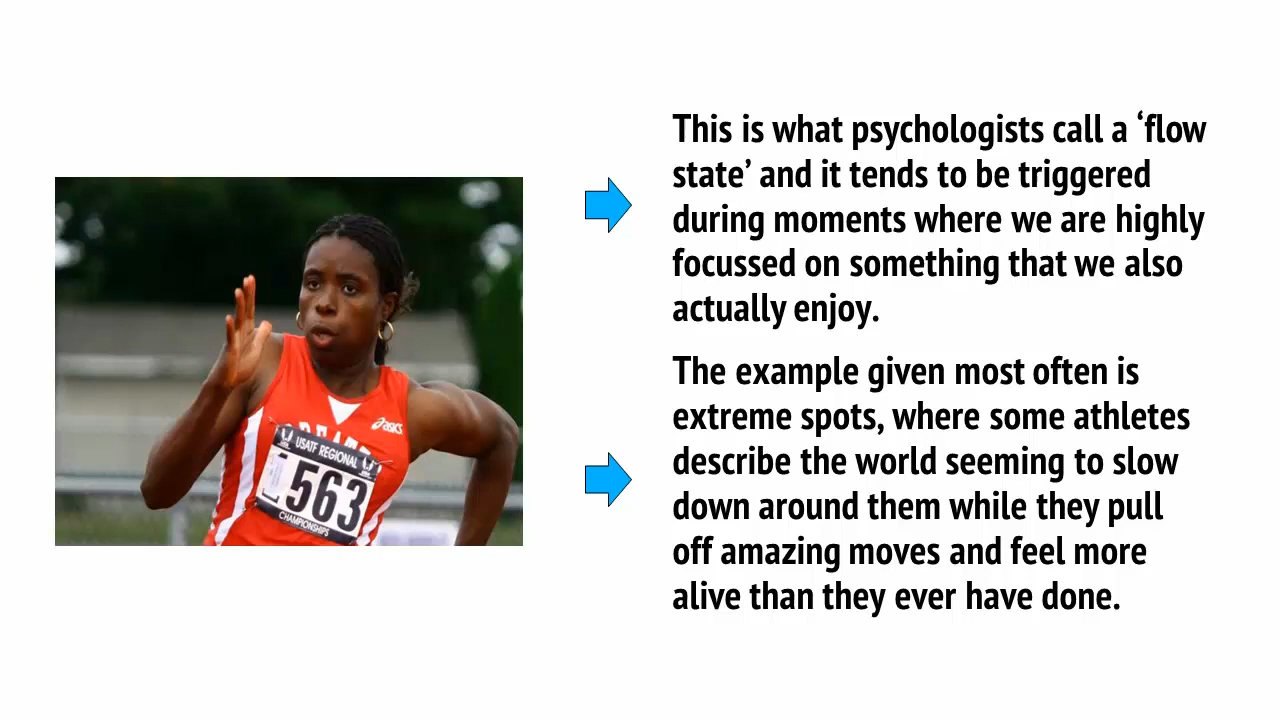 This is what psychologists call a ‘flow
state’ and it tends to be triggered
during moments where we are highly
focussed on something that we also
actually enjoy.
The example given most often is
extreme spots, where some athletes
describe the world seeming to slow
down around them while they pull
off amazing moves and feel more
alive than they ever have done.
asics
USATF REGIONAL
563
CHAMPIONSHIPS